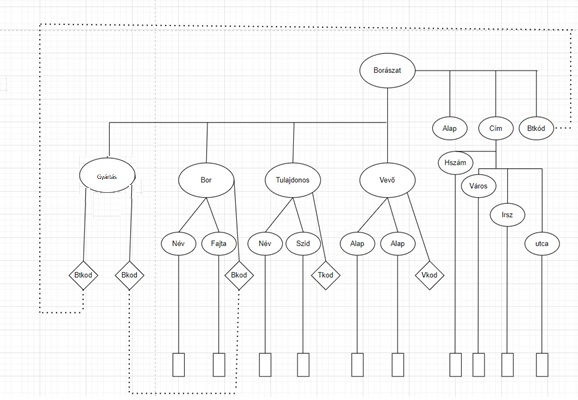 Borászat
Alap
Cím
Btkód
Hszám
Város
Irsz
utca
Gyártás
Bor
Tulajdonos
Vevő
Név
Fajta
Név
Szid
Alap
Alap
Btkod
Bkod
Bkod
Tkod
Vkod